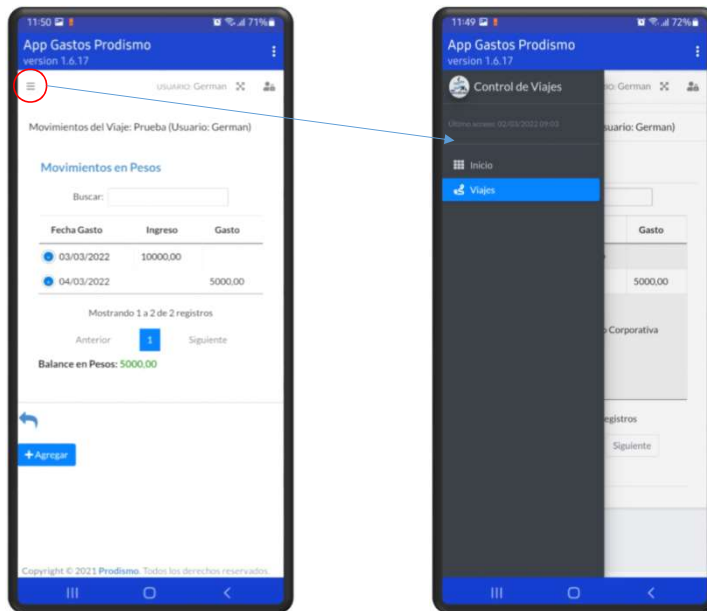 11:50
71%
App Gastos Prodismo
version 1.6.17
USUARIO: German
Movimientos del Viaje: Prueba (Usuario: German)
Movimientos en Pesos
Buscar:
Fecha Gasto Ingreso Gasto
03/03/2022 10000,00
04/03/2022 5000,00
Mostrando 1 a 2 de 2 registros
Anterior 1 Siguiente
Balance en Pesos: 5000,00
+ Agregar
Copyright © 2021 Prodismo. Todos los derechos reservados.
11:49
72%
App Gastos Prodismo
version 1.6.17
Control de Viajes
IO: German
Último acceso: 02/03/2022 09:03
suario: German)
Inicio
Viajes
Gasto
5000,00
o Corporativa
egistros
Siguiente